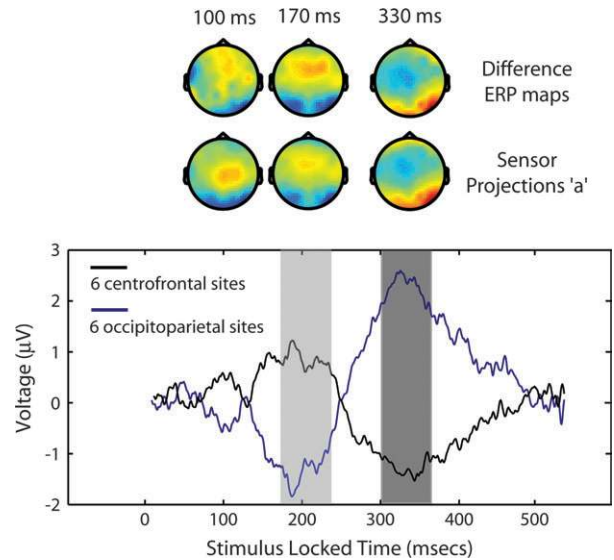 100 ms 170 ms 330 ms
Difference
ERP maps
Sensor
Projections 'a'
3
2
1
0
-1
-2
Voltage (μV)
6 centrofrontal sites
6 occipitoparietal sites
0 100 200 300 400 500
Stimulus Locked Time (msecs)